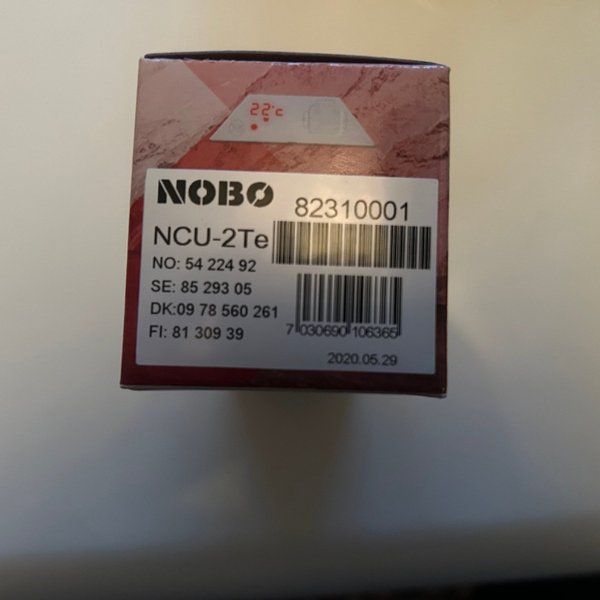 22°C
NOBO
82310001
NCU-2Te
NO: 54 224 92
SE: 85 293 05
DK:09 78 560 261
FI: 81 309 39
7 030690 106365
2020.05.29